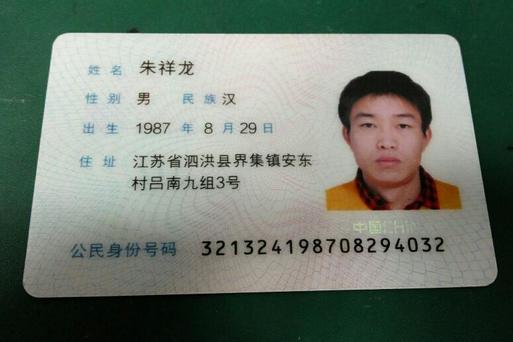 姓名 朱祥龙
性别 男 民族 汉
出生 1987 年 8 月 29 日
住址 江苏省泗洪县界集镇安东
村吕南九组3号
中国CHIN
公民身份号码 321324198708294032